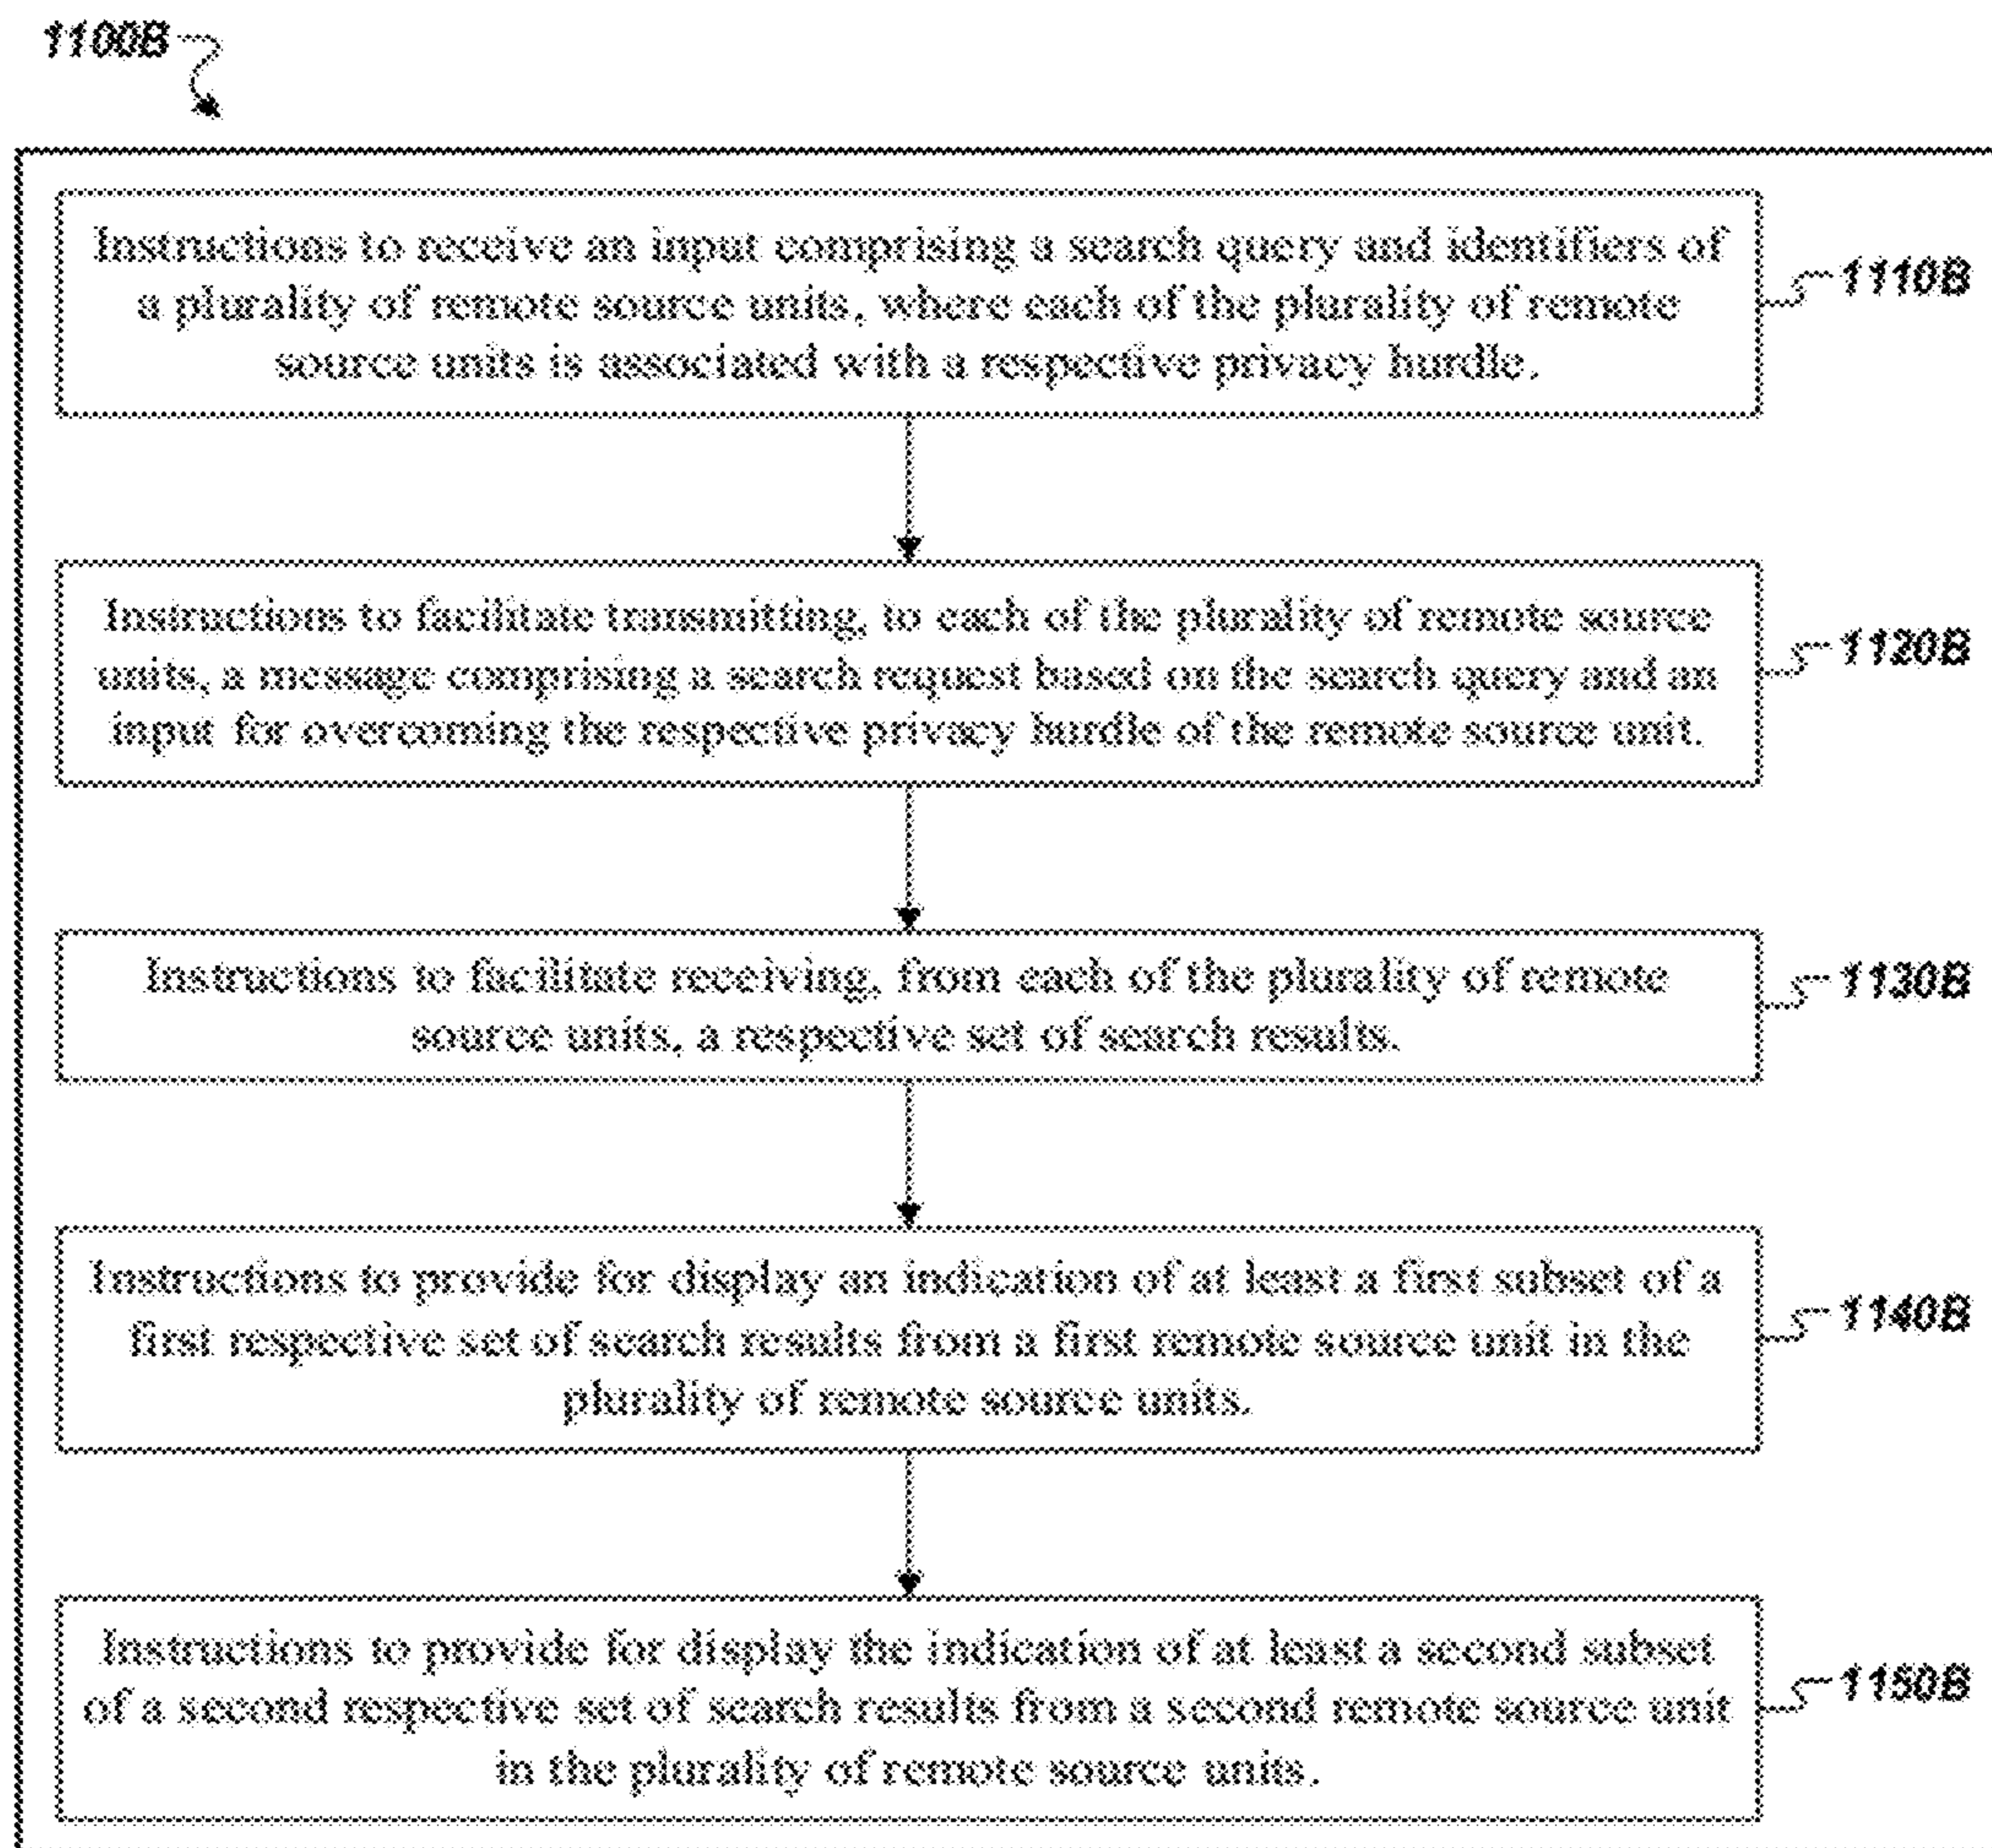 1100B
Instructions to receive an input comprising a search query and identifiers of
a plurality of remote source units, where each of the plurality of remote
source units is associated with a respective privacy hurdle.
1110B
Instructions to facilitate transmitting, to each of the plurality of remote source
units, a message comprising a search request based on the search query and an
input for overcoming the respective privacy hurdle of the remote source unit.
1120B
Instructions to facilitate receiving, from each of the plurality of remote
source units, a respective set of search results.
1130B
Instructions to provide for display an indication of at least a first subset of a
first respective set of search results from a first remote source unit in the
plurality of remote source units.
1140B
Instructions to provide for display the indication of at least a second subset
of a second respective set of search results from a second remote source unit
in the plurality of remote source units.
1150B